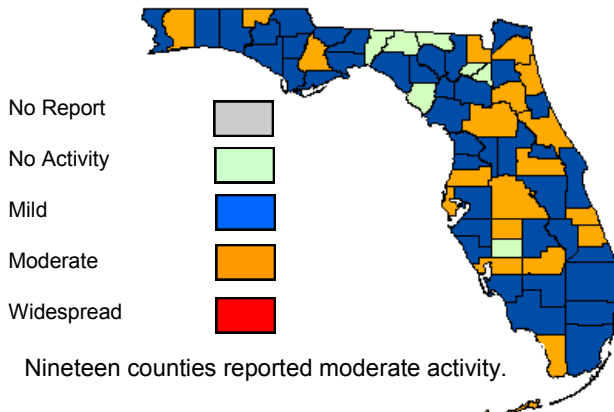 No Report
No Activity
Mild
Moderate
Widespread
Nineteen counties reported moderate activity.